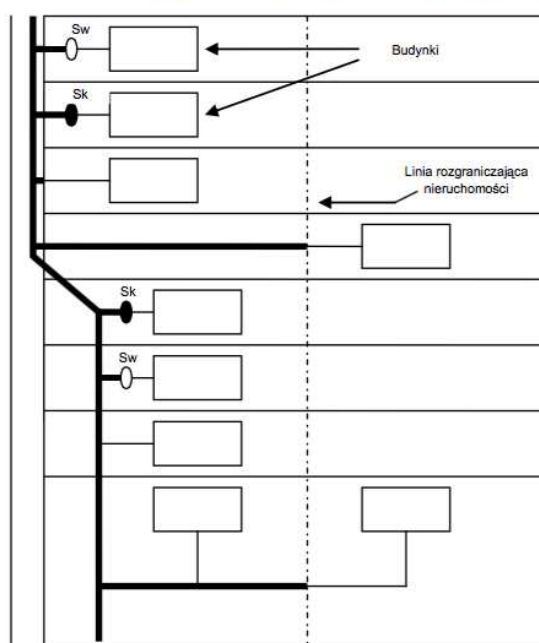 Sw
Budynki
Sk
Linia rozgraniczająca
nieruchomości
Sk
Sw